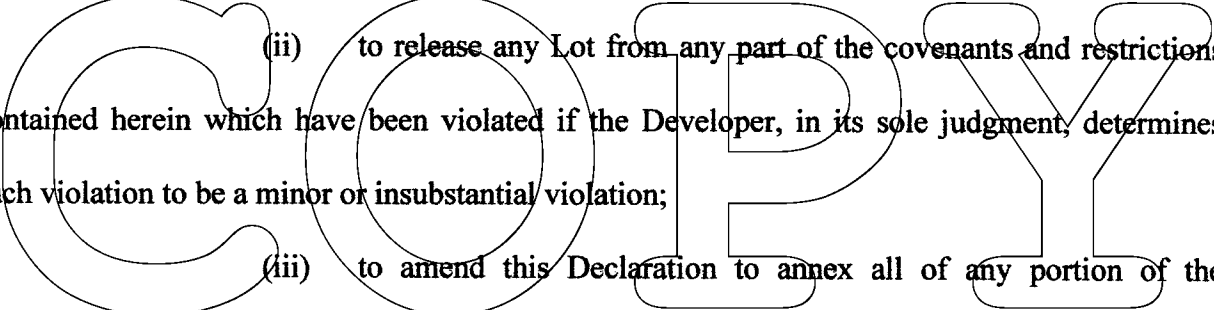 (ii) to release any Lot from any part of the covenants and restrictions
ontained herein which have been violated if the Developer, in its sole judgment, determines
ch violation to be a minor or insubstantial violation;
(iii) to amend this Declaration to annex all of any portion of the
COPY